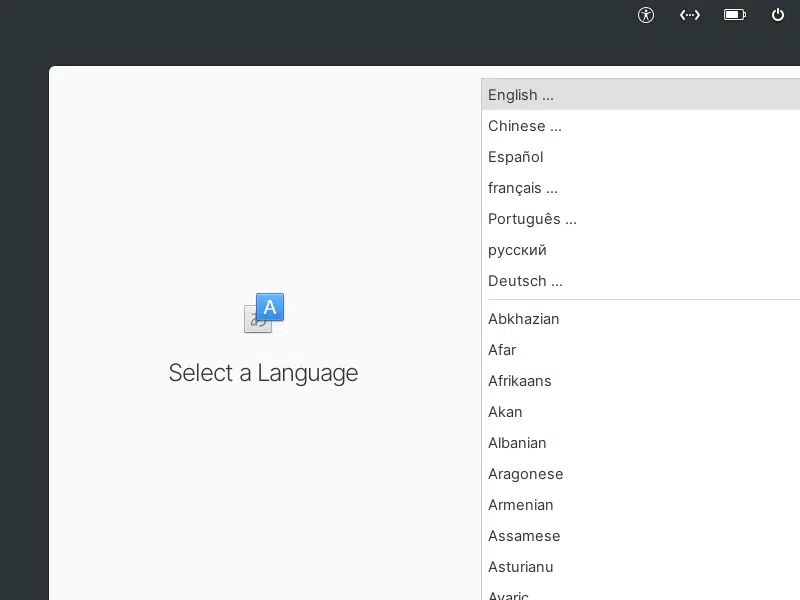 English ...
Chinese ...
Español
français ...
Português ...
русский
Deutsch ...
A
あ
Select a Language
Abkhazian
Afar
Afrikaans
Akan
Albanian
Aragonese
Armenian
Assamese
Asturianu
Avaric